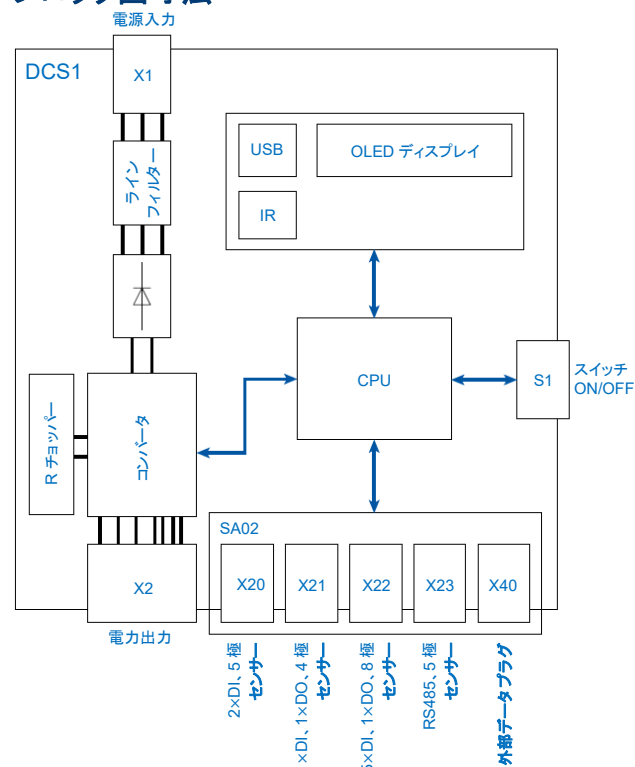 電源入力
DCS1
X1
USB
OLED ディスプレイ
ライン
フィルター
IR
CPU
S1
スイッチ
ON/OFF
R チョッパー
コンバータ
SA02
X2
X20
X21
X22
X23
X40
電力出力
2×DI、5 極
センサー
×DI、1×DO、4 極
センサー
×DI、1×DO、8 極
センサー
RS485、5 極
センサー
外部データプラグ